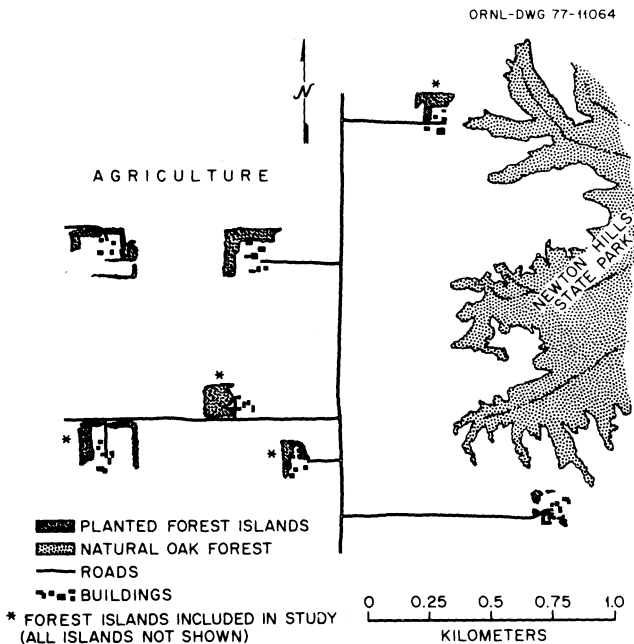 ORNL-DWG 77-11064
*
N
AGRICULTURE
NEWTON HILLS
STATE PARK
*
*
*
PLANTED FOREST ISLANDS
NATURAL OAK FOREST
ROADS
BUILDINGS
* FOREST ISLANDS INCLUDED IN STUDY
(ALL ISLANDS NOT SHOWN)
0 0.25 0.5 0.75 1.0
KILOMETERS